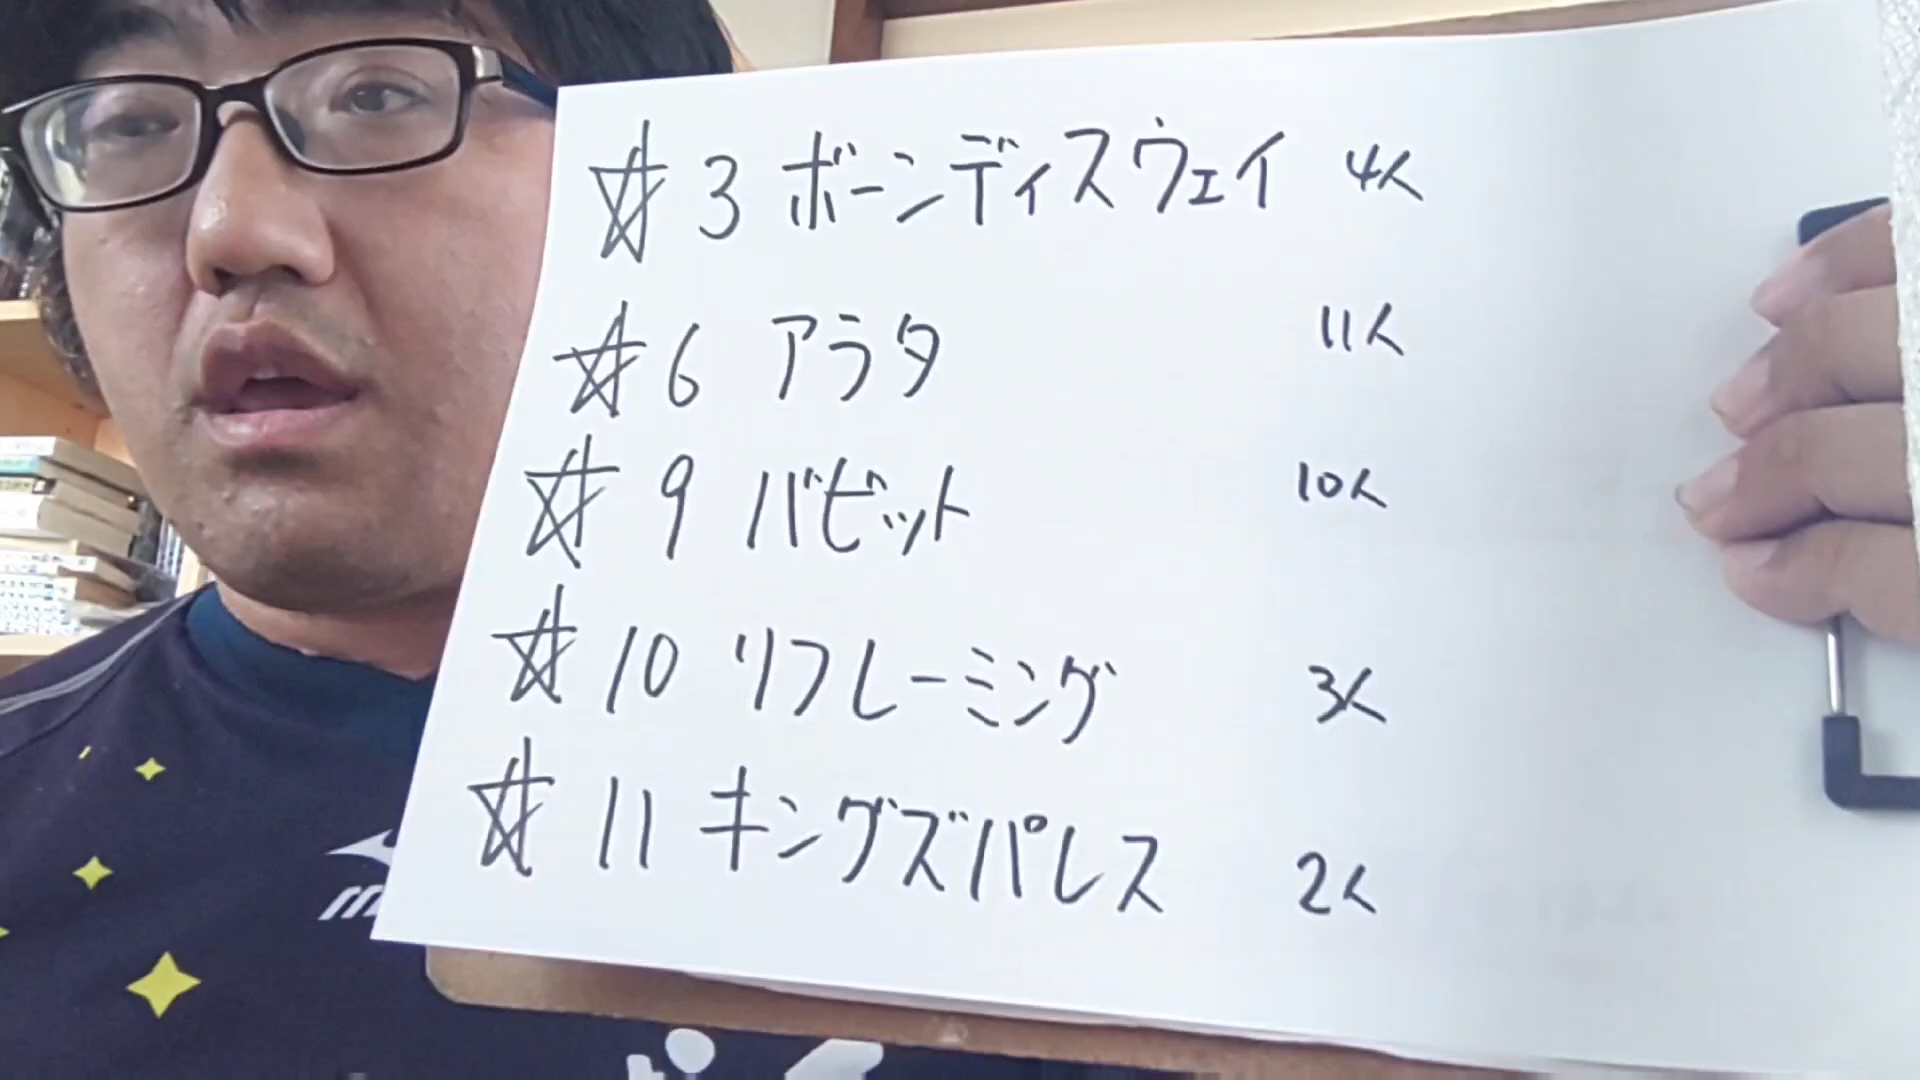 ☆ 3 ボーンディスウェイ 4人
☆ 6 アラタ 11人
☆ 9 バビット 10人
☆ 10 リフレーミング 3人
☆ 11 キングズパレス 2人